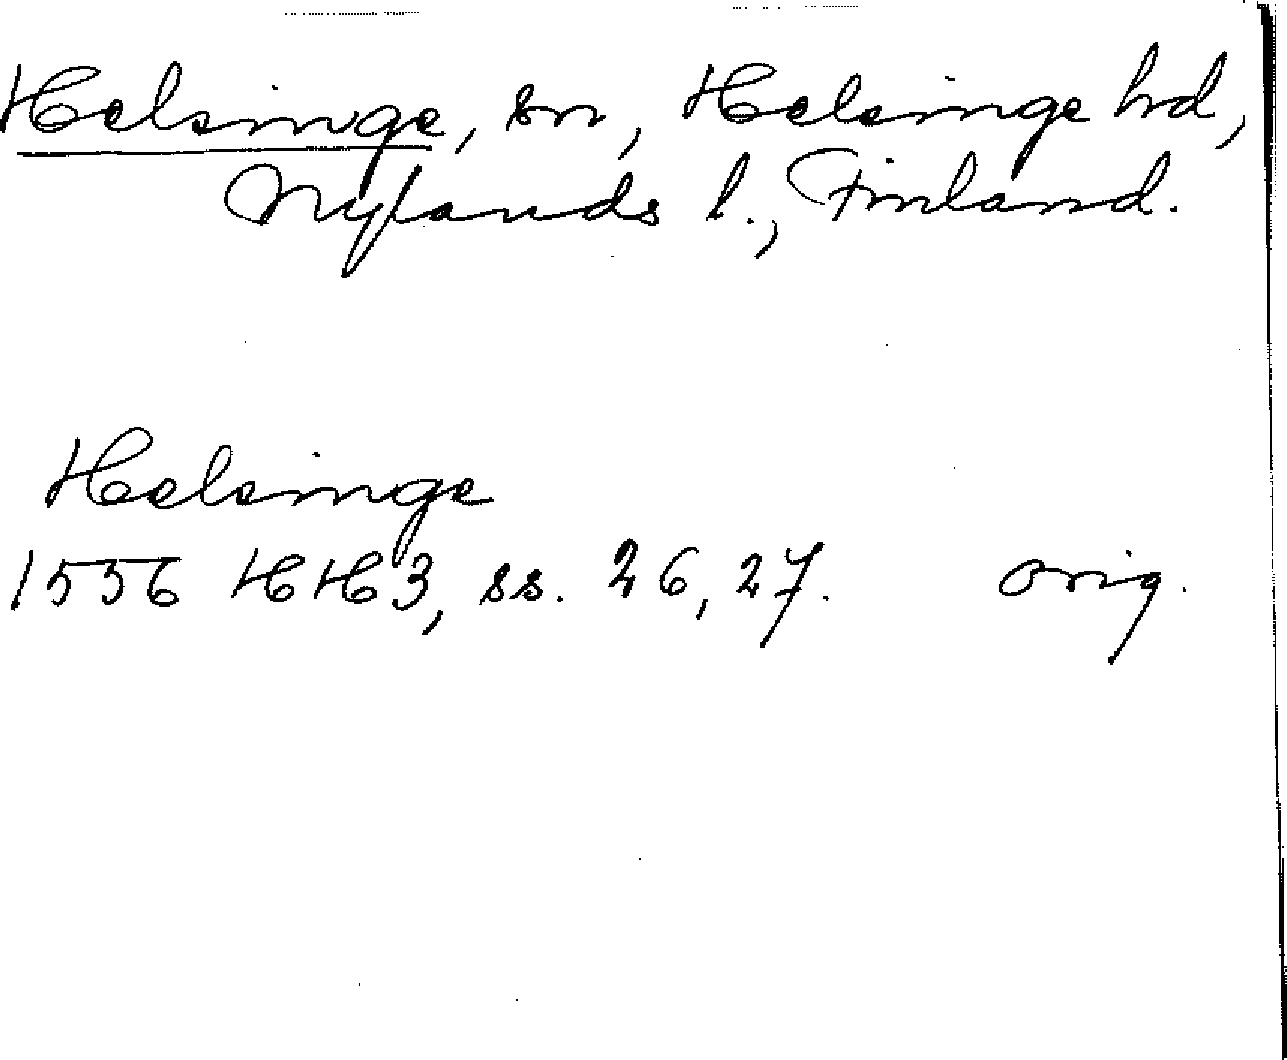 Helsinge, sn, Helsinge hd,
Nylands l., Finland.
Helsinge
1556 HH3, ss. 26, 27. orig.